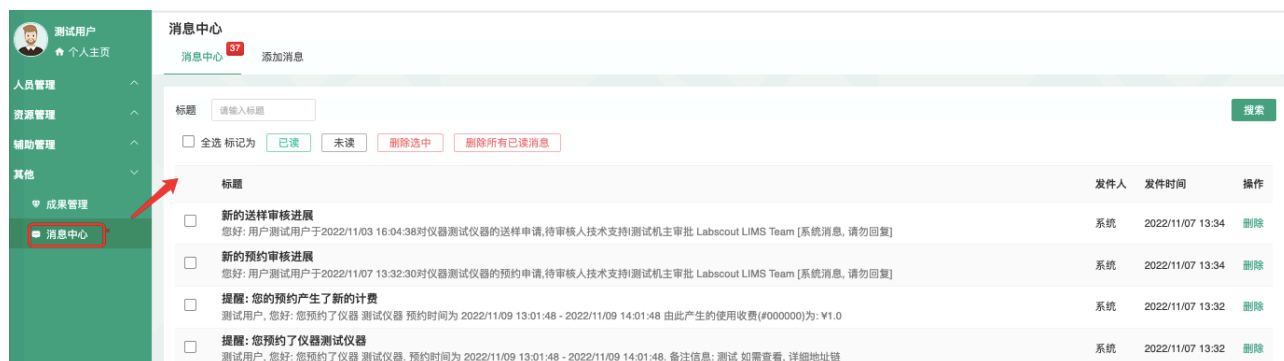 测试用户
个人主页
人员管理
资源管理
辅助管理
其他
成果管理
消息中心
消息中心
消息中心 37 添加消息
标题 请输入标题 搜索
全选 标记为 已读 未读 删除选中 删除所有已读消息
标题 发件人 发件时间 操作
新的送样审核进展
您好: 用户测试用户于2022/11/03 16:04:38对仪器测试仪器的送样申请,待审核人技术支持|测试机主审批 Labscout LIMS Team [系统消息, 请勿回复]
系统 2022/11/07 13:34 删除
新的预约审核进展
您好: 用户测试用户于2022/11/07 13:32:30对仪器测试仪器的预约申请,待审核人技术支持|测试机主审批 Labscout LIMS Team [系统消息, 请勿回复]
系统 2022/11/07 13:34 删除
提醒: 您的预约产生了新的计费
测试用户, 您好: 您预约了仪器 测试仪器 预约时间为 2022/11/09 13:01:48 - 2022/11/09 14:01:48 由此产生的使用收费(#000000)为: ¥1.0
系统 2022/11/07 13:32 删除
提醒: 您预约了仪器测试仪器
测试用户, 您好: 您预约了仪器 测试仪器, 预约时间为 2022/11/09 13:01:48 - 2022/11/09 14:01:48, 备注信息: 测试 如需查看, 详细地址链
系统 2022/11/07 13:32 删除